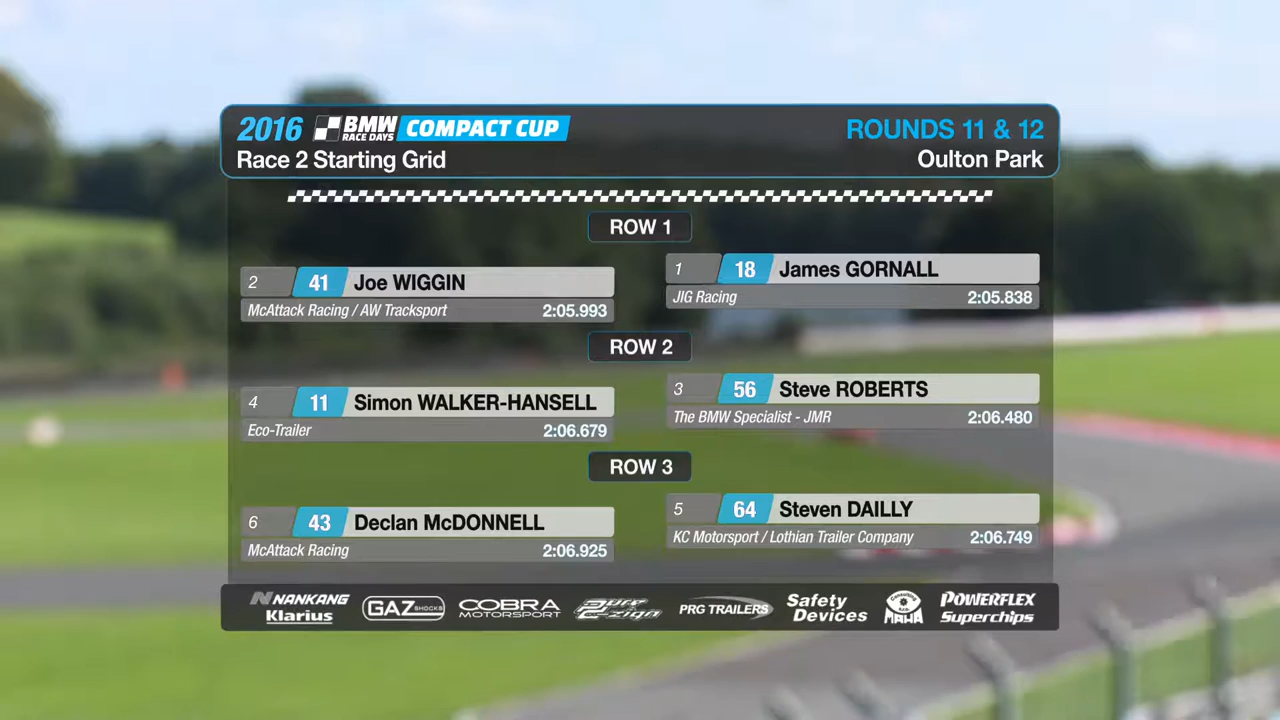 2016 BMW RACE DAYS COMPACT CUP
ROUNDS 11 & 12
Race 2 Starting Grid
Oulton Park
ROW 1
2 41 Joe WIGGIN
McAttack Racing / AW Tracksport 2:05.993
1 18 James GORNALL
JIG Racing 2:05.838
ROW 2
4 11 Simon WALKER-HANSELL
Eco-Trailer 2:06.679
3 56 Steve ROBERTS
The BMW Specialist - JMR 2:06.480
ROW 3
6 43 Declan McDONNELL
McAttack Racing 2:06.925
5 64 Steven DAILLY
KC Motorsport / Lothian Trailer Company 2:06.749
NANKANG
Klarius
GAZ SHOCKS
COBRA
MOTORSPORT
PRG TRAILERS
Safety
Devices
MAHA
POWERFLEX
Superchips